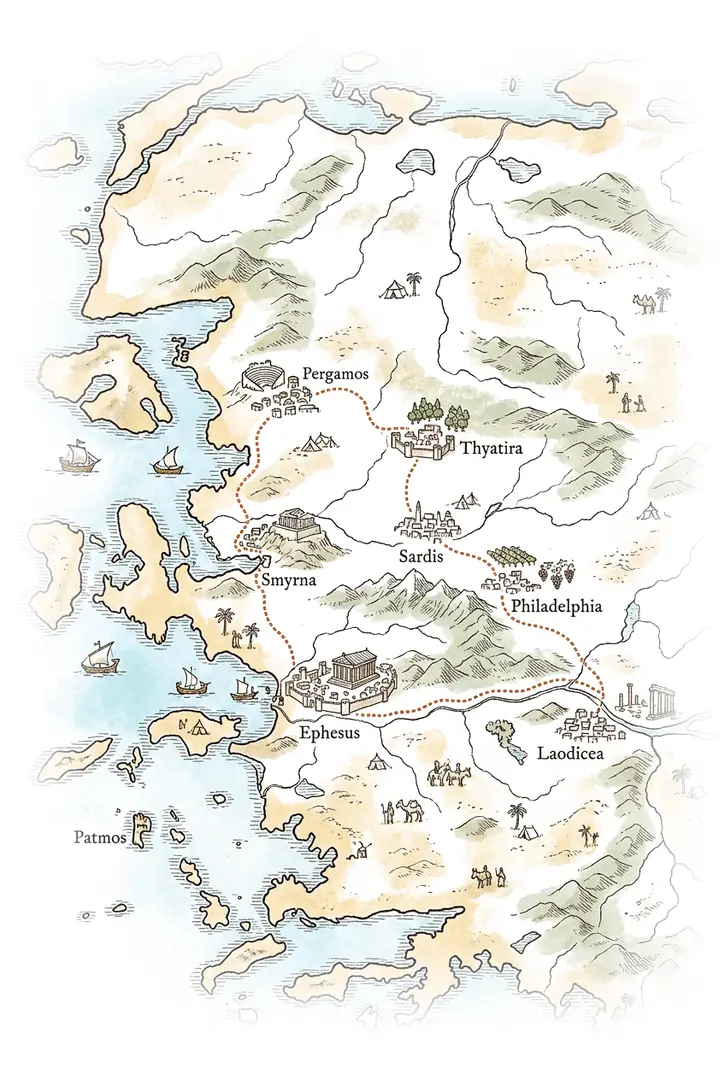 Pergamos
Thyatira
Sardis
Smyrna
Philadelphia
Ephesus
Laodicea
Patmos